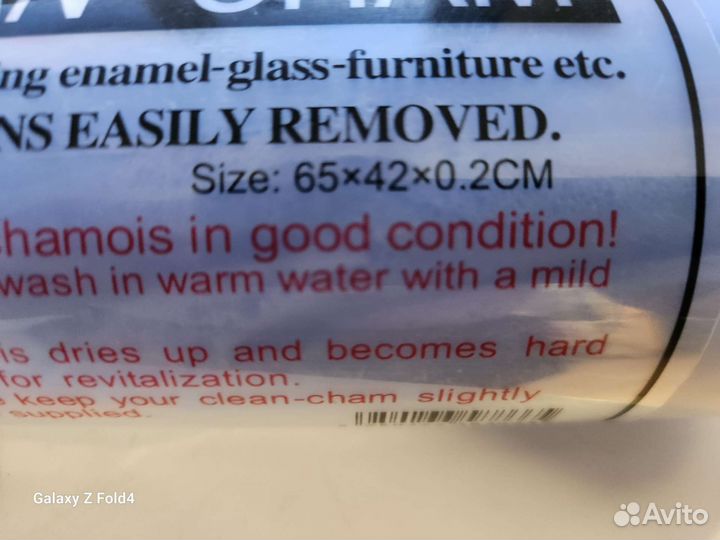 CHAM
ing enamel-glass-furniture etc.
NS EASILY REMOVED.
Size: 65×42×0.2CM
chamois in good condition!
wash in warm water with a mild
is dries up and becomes hard
for revitalization.
keep your clean-cham slightly
supplied.
Galaxy Z Fold4
Avito